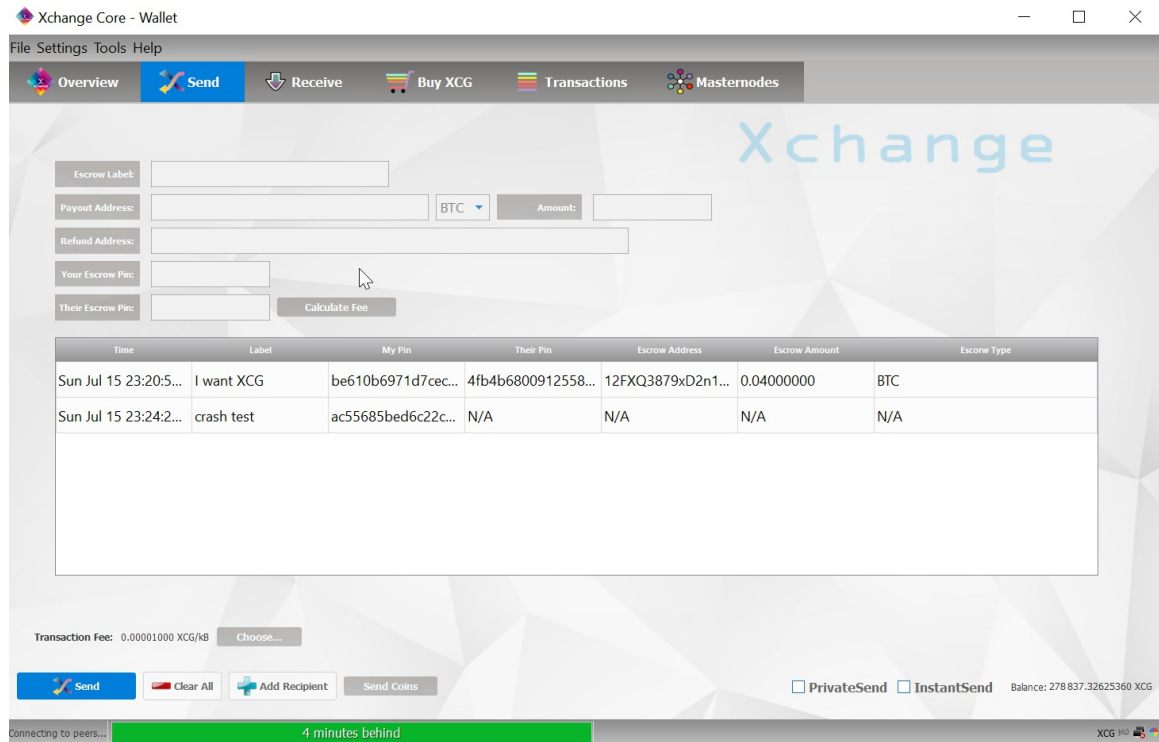 Xchange Core - Wallet
File Settings Tools Help
Overview Send Receive Buy XCG Transactions Masternodes
Xchange
Escrow Label:
Payout Address: BTC Amount:
Refund Address:
Your Escrow Pin:
Their Escrow Pin: Calculate Fee
Time Label My Pin Their Pin Escrow Address Escrow Amount Escorw Type
Sun Jul 15 23:20:5... I want XCG be610b6971d7cec... 4fb4b6800912558... 12FXQ3879xD2n1... 0.04000000 BTC
Sun Jul 15 23:24:2... crash test ac55685bed6c22c... N/A N/A N/A N/A
Transaction Fee: 0.00001000 XCG/kB Choose...
Send Clear All Add Recipient Send Coins PrivateSend InstantSend Balance: 278 837.32625360 XCG
Connecting to peers... 4 minutes behind XCG HD